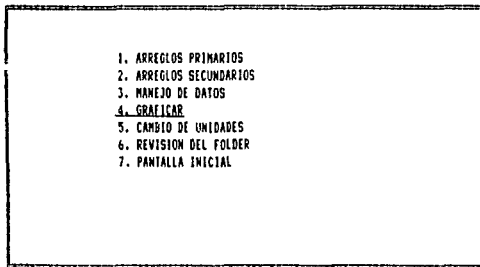 1. ARREGLOS PRIMARIOS
2. ARREGLOS SECUNDARIOS
3. MANEJO DE DATOS
4. GRAFICAR
5. CAMBIO DE UNIDADES
6. REVISION DEL FOLDER
7. PANTALLA INICIAL